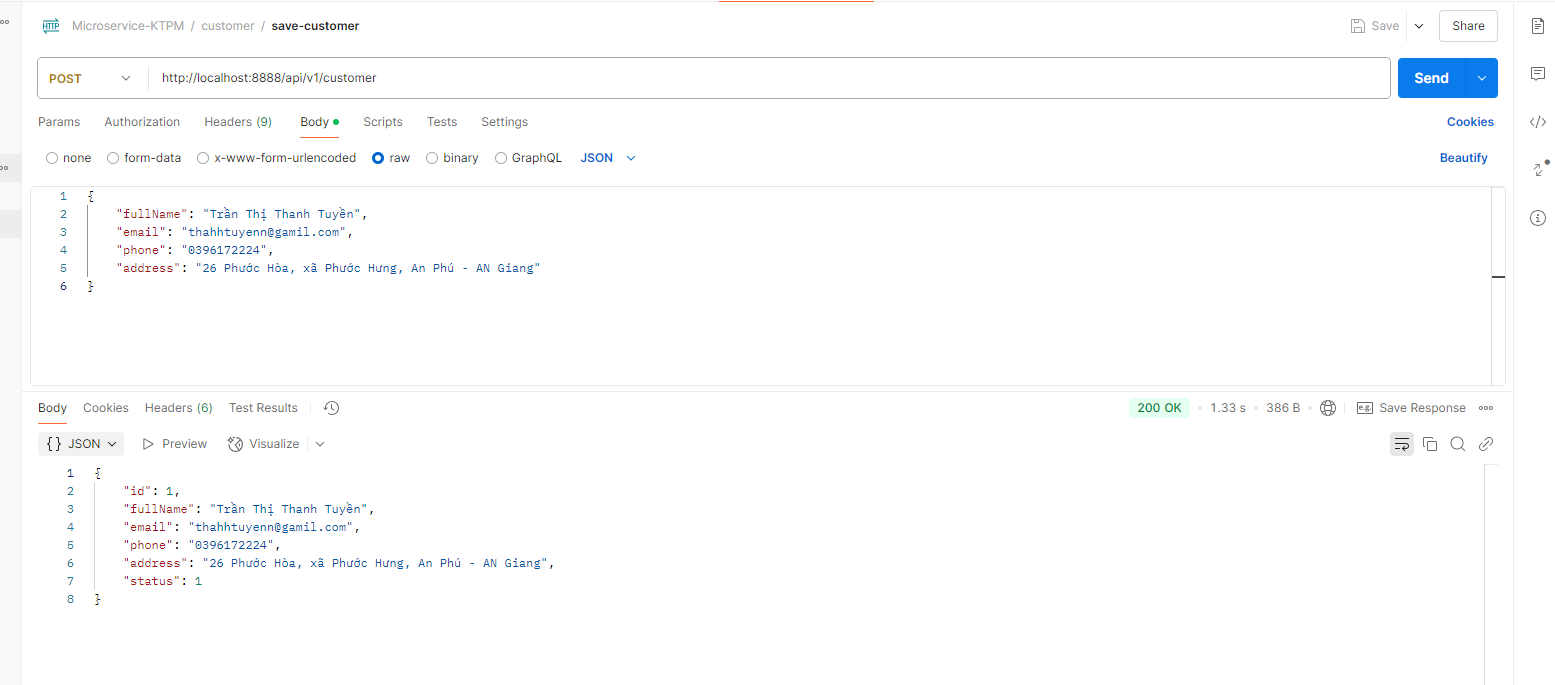 HTTP Microservice-KTPM / customer / save-customer Save Share
POST http://localhost:8888/api/v1/customer Send
Params Authorization Headers (9) Body Scripts Tests Settings Cookies
none form-data x-www-form-urlencoded raw binary GraphQL JSON Beautify
1 {
2 "fullName": "Trần Thị Thanh Tuyền",
3 "email": "thahhtuyenn@gamil.com",
4 "phone": "0396172224",
5 "address": "26 Phước Hòa, xã Phước Hưng, An Phú - AN Giang"
6 }
Body Cookies Headers (6) Test Results 200 OK • 1.33 s • 386 B • e.g. Save Response
{} JSON Preview Visualize
1 {
2 "id": 1,
3 "fullName": "Trần Thị Thanh Tuyền",
4 "email": "thahhtuyenn@gamil.com",
5 "phone": "0396172224",
6 "address": "26 Phước Hòa, xã Phước Hưng, An Phú - AN Giang",
7 "status": 1
8 }